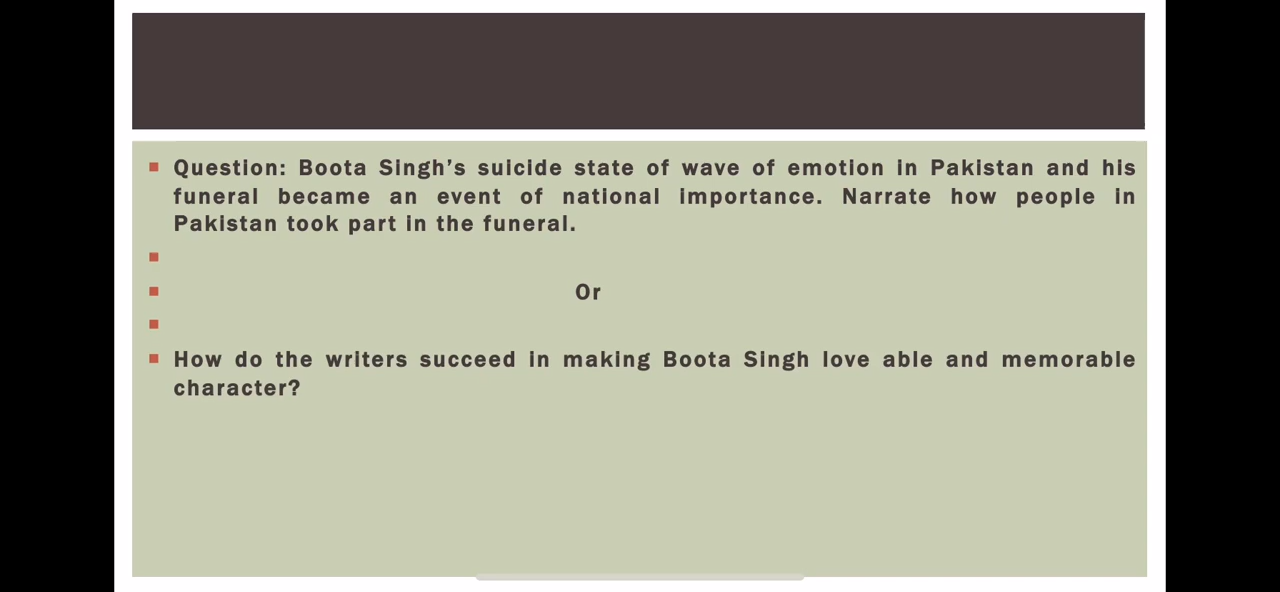 Question: Boota Singh’s suicide state of wave of emotion in Pakistan and his
funeral became an event of national importance. Narrate how people in
Pakistan took part in the funeral.
Or
How do the writers succeed in making Boota Singh love able and memorable
character?